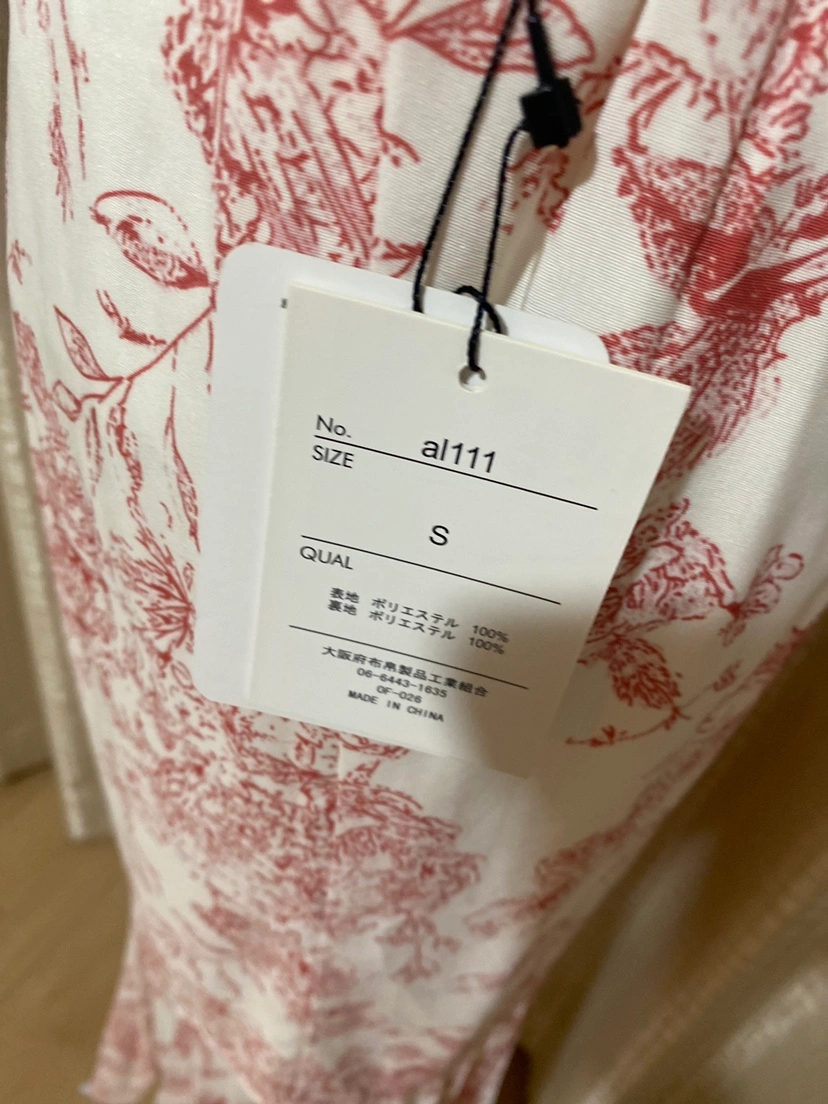 No. al111
SIZE
S
QUAL
表地 ポリエステル 100%
裏地 ポリエステル 100%
大阪府布帛製品工業組合
06-6443-1635
OF-026
MADE IN CHINA